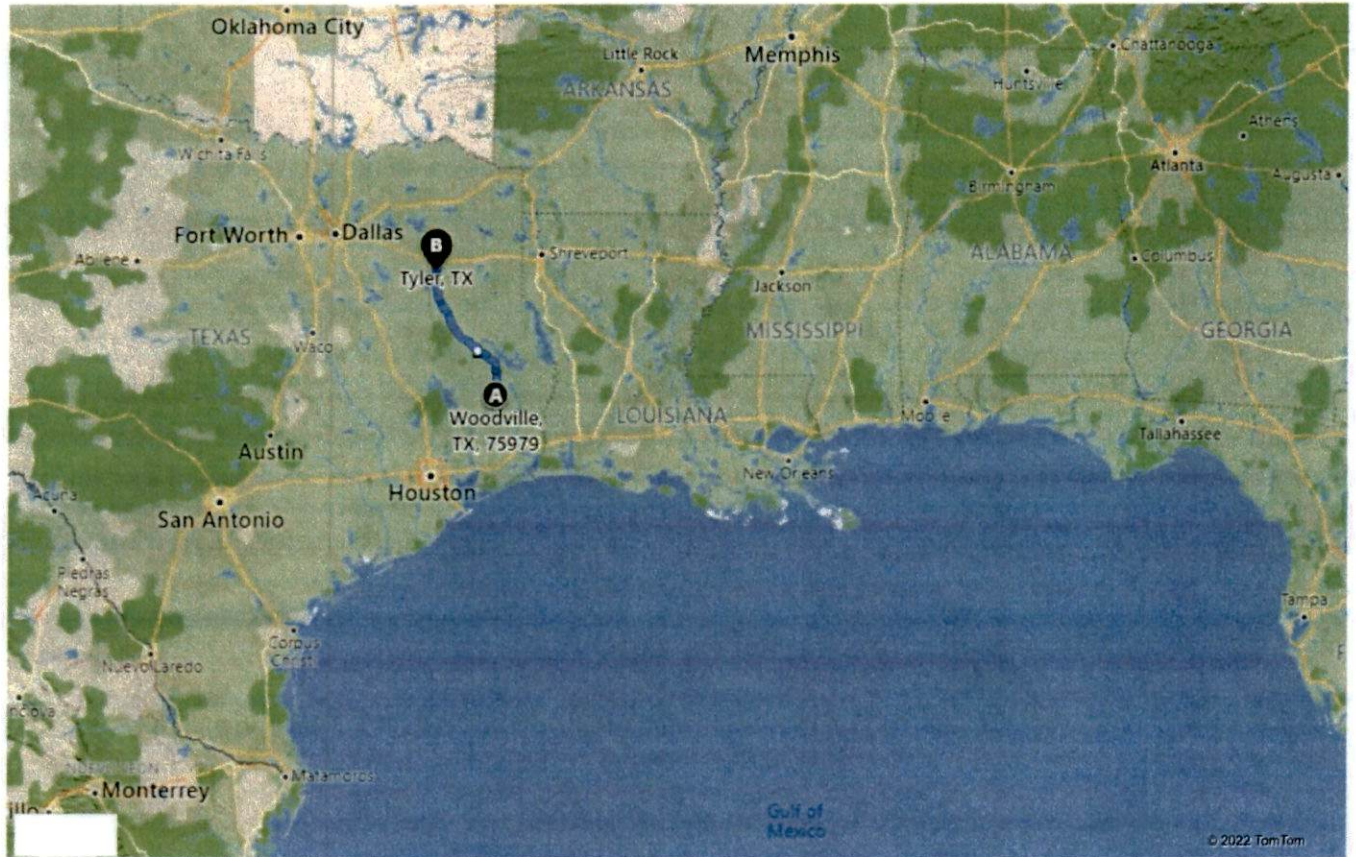 Oklahoma City
Little Rock
Memphis
Chattanooga
ARKANSAS
Huntsville
Athens
Wichita Falls
Atlanta
Birmingham
Augusta
Fort Worth
Dallas
B
Abilene
Shreveport
ALABAMA
Columbus
Tyler, TX
Jackson
TEXAS
Waco
MISSISSIPPI
GEORGIA
A
Woodville,
TX, 75979
LOUISIANA
Mobile
Tallahassee
Austin
New Orleans
Houston
Acuna
San Antonio
Piedras
Negras
Tampa
Corpus
Christi
Nuevo Laredo
Matamoros
Monterrey
Gulf of
Mexico
© 2022 TomTom